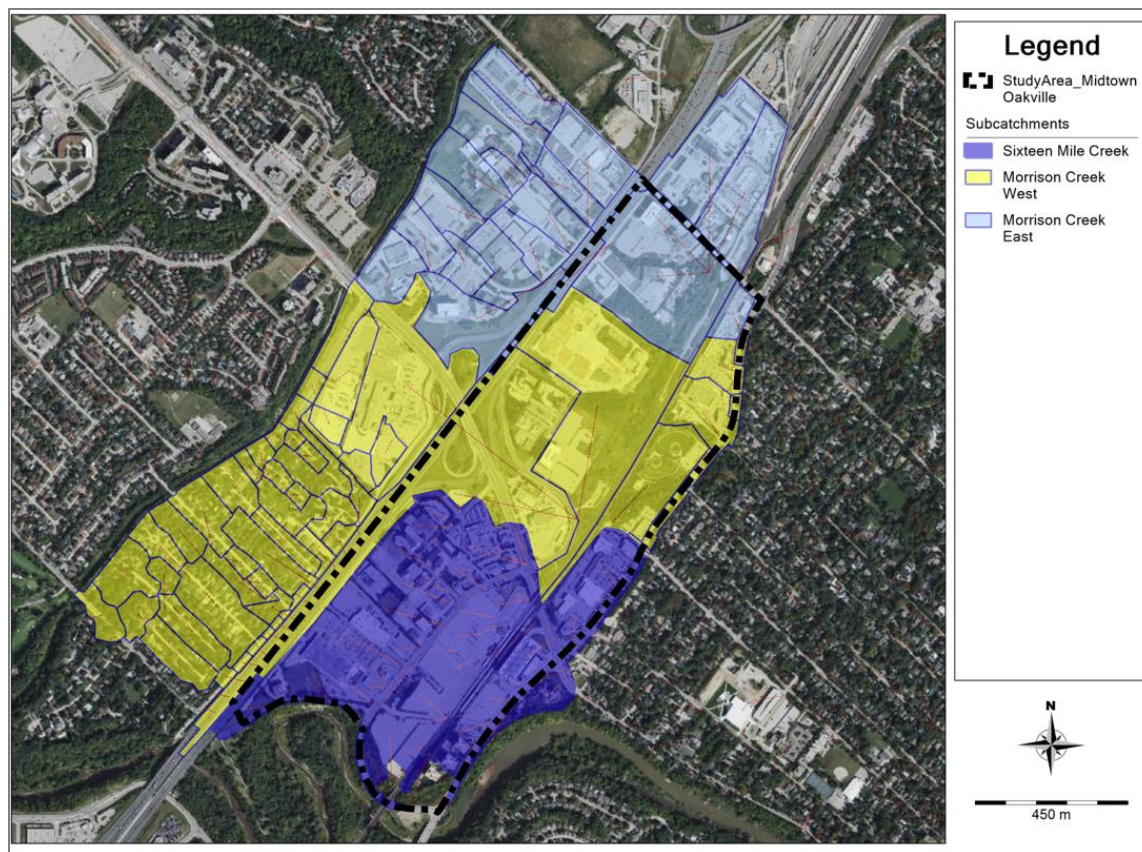 Legend
StudyArea_Midtown
Oakville
Subcatchments
Sixteen Mile Creek
Morrison Creek
West
Morrison Creek
East
N
450 m